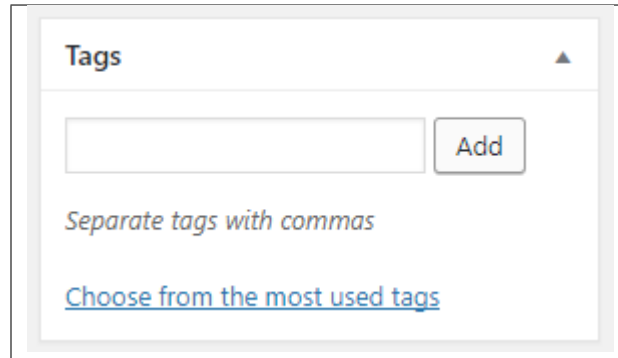 Tags
Add
Separate tags with commas
Choose from the most used tags